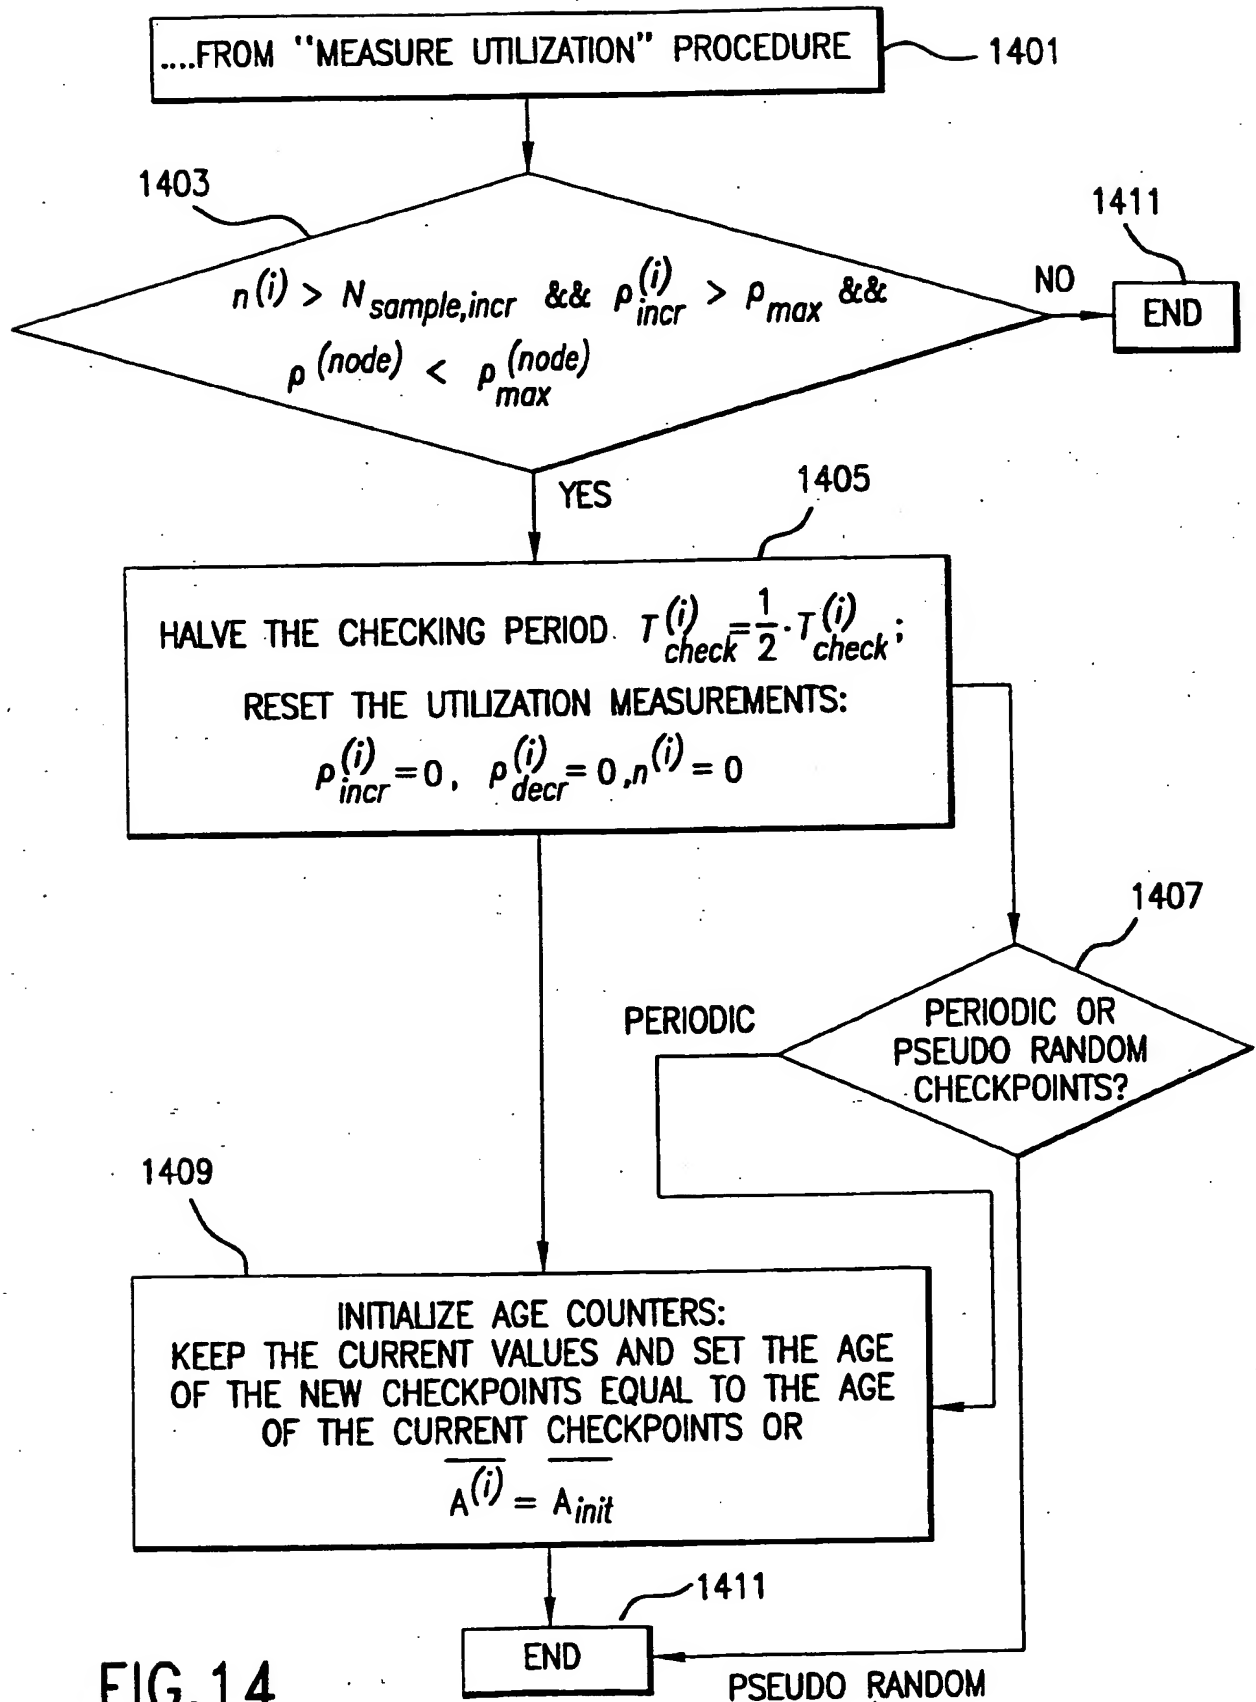 ....FROM "MEASURE UTILIZATION" PROCEDURE
1401
1403
1411
n(i) > N sample,incr && ρ(i) incr > ρ max &&
ρ(node) < ρ(node) max
NO
END
YES
1405
HALVE THE CHECKING PERIOD. T(i) check = 1/2 · T(i) check ;
RESET THE UTILIZATION MEASUREMENTS:
ρ(i) incr = 0, ρ(i) decr = 0, n(i) = 0
1407
PERIODIC
PERIODIC OR
PSEUDO RANDOM
CHECKPOINTS?
1409
INITIALIZE AGE COUNTERS:
KEEP THE CURRENT VALUES AND SET THE AGE
OF THE NEW CHECKPOINTS EQUAL TO THE AGE
OF THE CURRENT CHECKPOINTS OR
A(i) = A init
1411
END
PSEUDO RANDOM
FIG.14